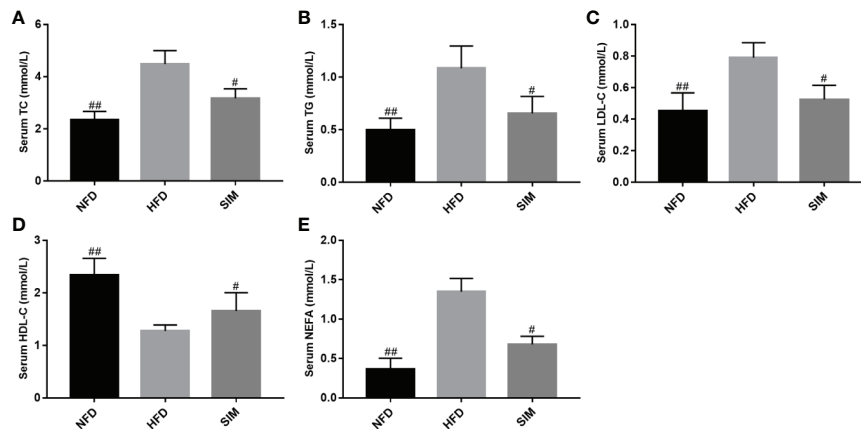 A
Serum TC (mmol/L)
6
4
2
0
##
#
NFD
HFD
SIM
B
Serum TG (mmol/L)
1.5
1.0
0.5
0.0
##
#
NFD
HFD
SIM
C
Serum LDL-C (mmol/L)
1.0
0.8
0.6
0.4
0.2
0.0
##
#
NFD
HFD
SIM
D
Serum HDL-C (mmol/L)
3
2
1
0
##
#
NFD
HFD
SIM
E
Serum NEFA (mmol/L)
2.0
1.5
1.0
0.5
0.0
##
#
NFD
HFD
SIM